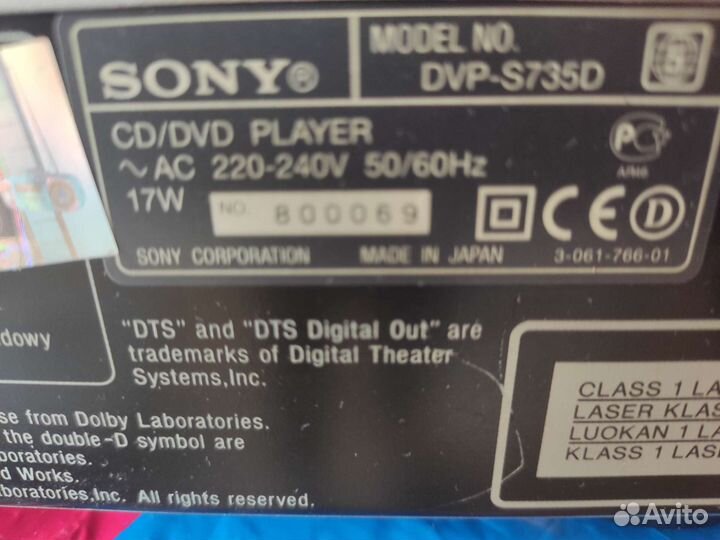 SONY®
MODEL NO.
DVP-S735D
CD/DVD PLAYER
~ AC 220-240V 50/60Hz
17W
NO. 800069
CE
D
SONY CORPORATION
MADE IN JAPAN
3-061-766-01
"DTS" and "DTS Digital Out" are
trademarks of Digital Theater
Systems,Inc.
dowy
se from Dolby Laboratories.
the double-D symbol are
boratories.
d Works.
aboratories,Inc. All rights reserved.
CLASS 1 LA
LASER KLAS
LUOKAN 1 LA
KLASS 1 LASE
Avito